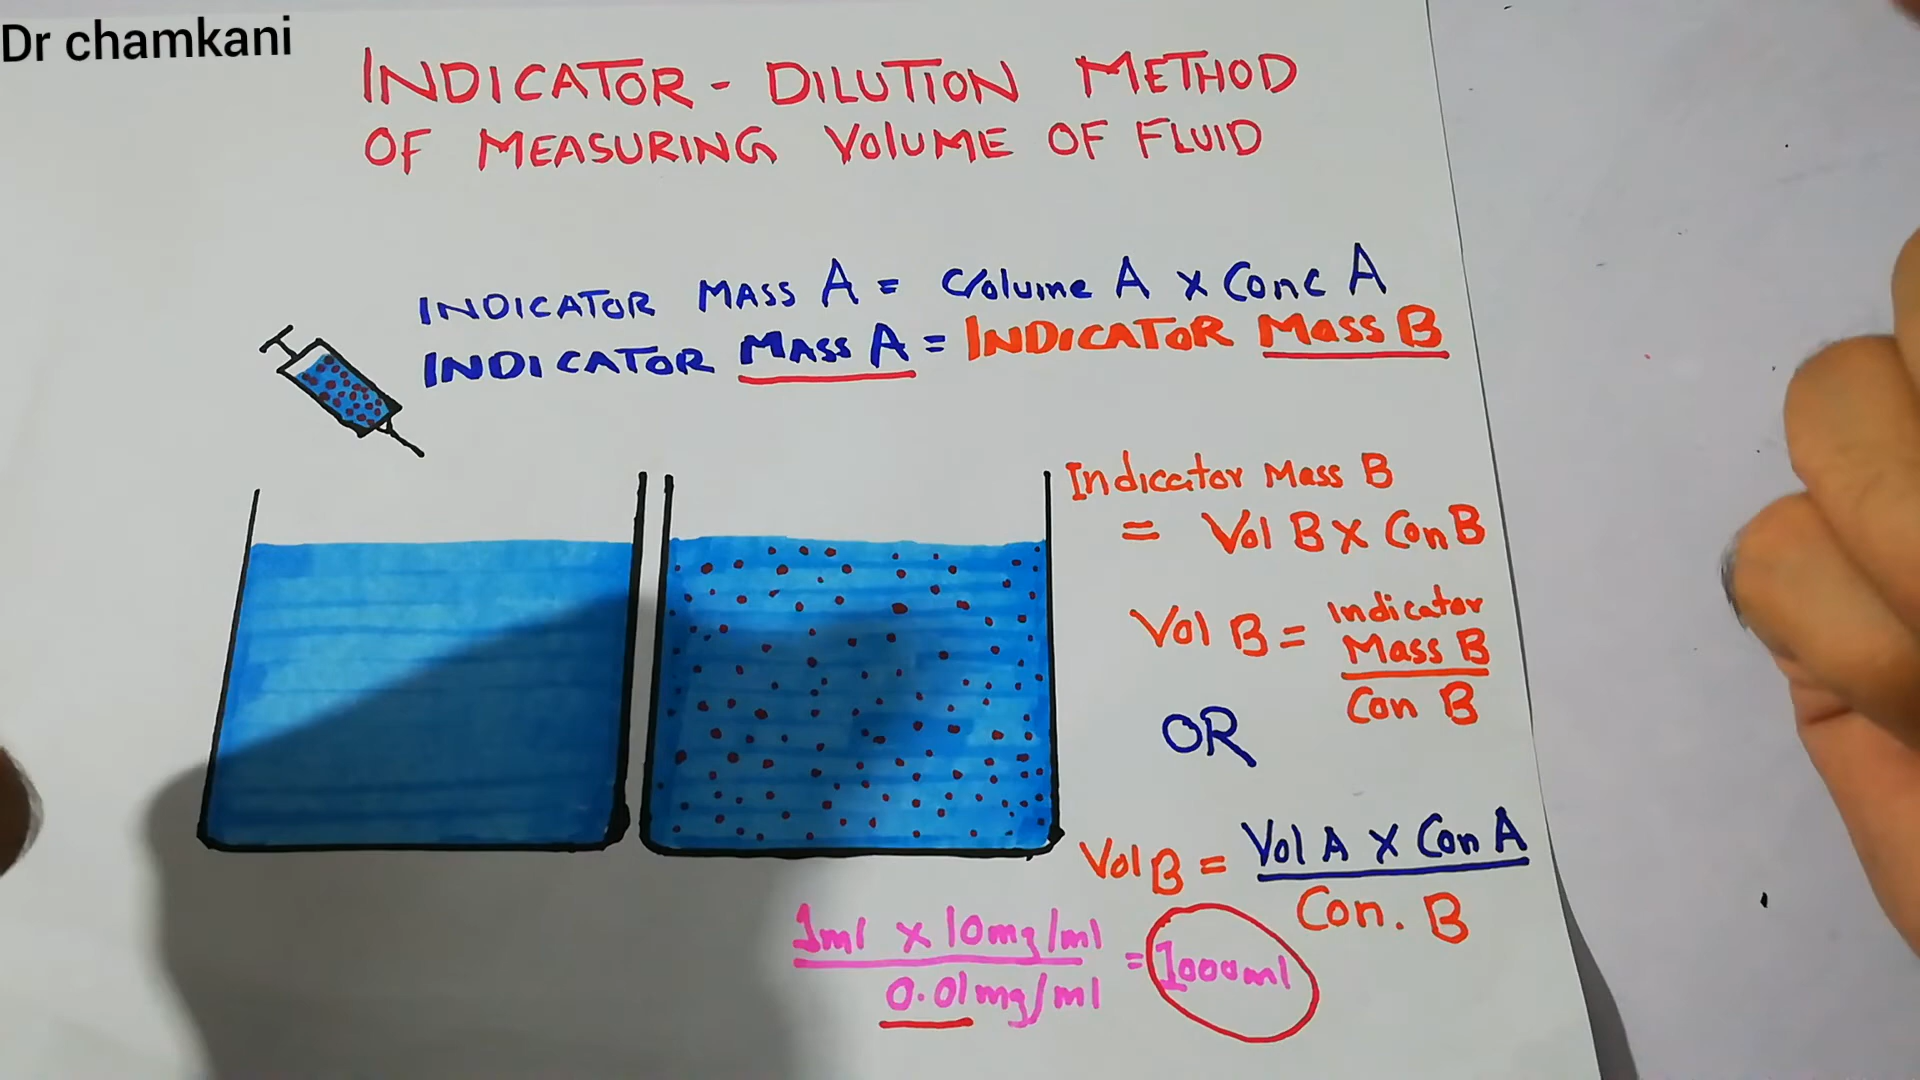 Dr chamkani
INDICATOR - DILUTION METHOD
OF MEASURING VOLUME OF FLUID
INDICATOR MASS A = Volume A x Conc A
INDICATOR MASS A = INDICATOR MASS B
Indicator Mass B
= Vol B x Con B
Vol B = Indicator
Mass B
Con B
OR
Vol B = Vol A x Con A
Con. B
1ml x 10mg/ml
0.01mg/ml
= 1000ml